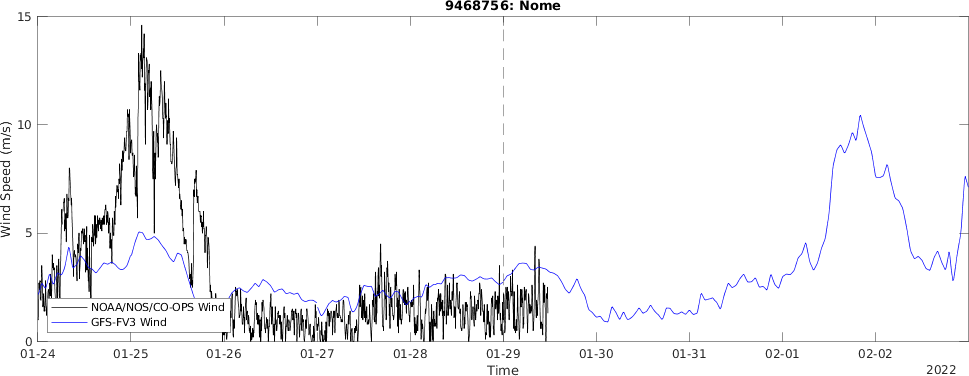 9468756: Nome
15
10
5
0
Wind Speed (m/s)
NOAA/NOS/CO-OPS Wind
GFS-FV3 Wind
01-24 01-25 01-26 01-27 01-28 01-29 01-30 01-31 02-01 02-02
Time
2022